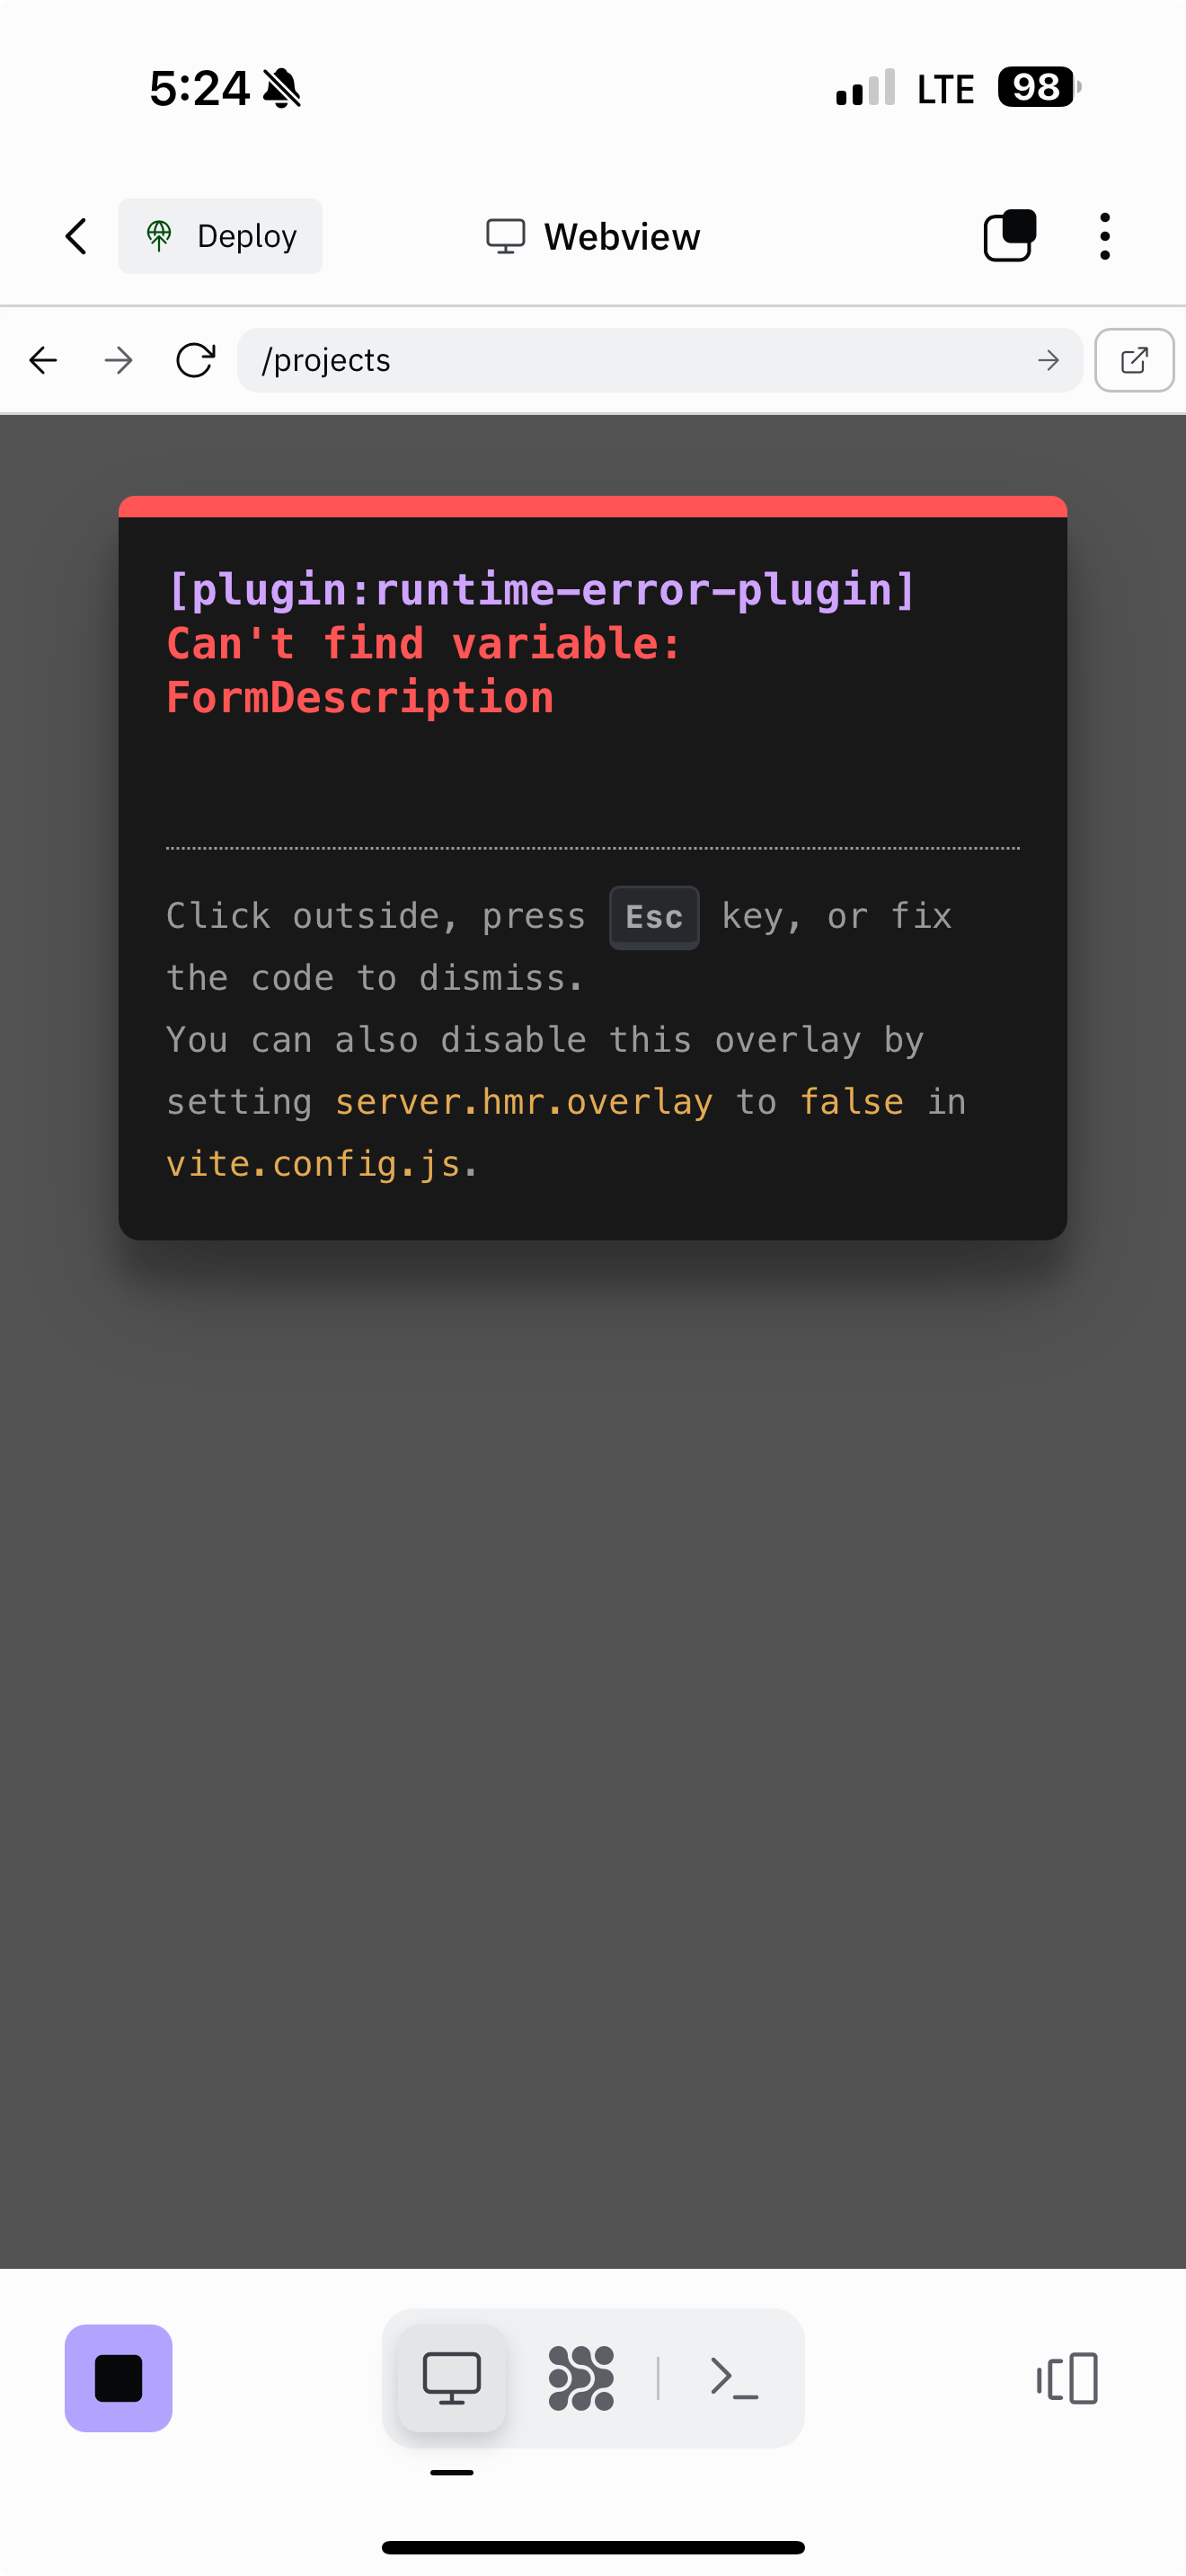 5:24
LTE
98
Deploy
Webview
/projects
[plugin:runtime-error-plugin]
Can't find variable:
FormDescription
Click outside, press Esc key, or fix
the code to dismiss.
You can also disable this overlay by
setting server.hmr.overlay to false in
vite.config.js.